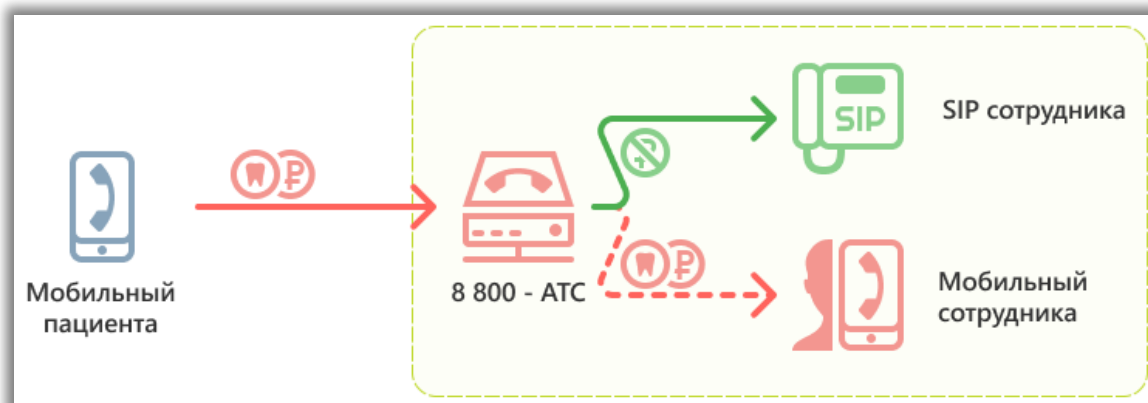 SIP
SIP сотрудника
Мобильный
пациента
8 800 - АТС
Мобильный
сотрудника